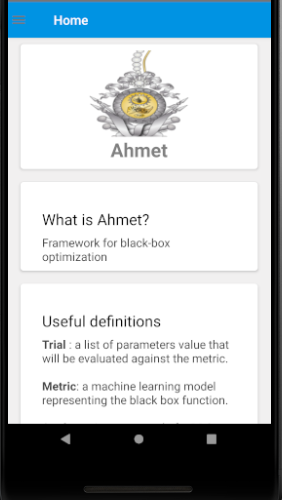 Home
Ahmet
What is Ahmet?
Framework for black-box
optimization
Useful definitions
Trial : a list of parameters value that
will be evaluated against the metric.
Metric: a machine learning model
representing the black box function.